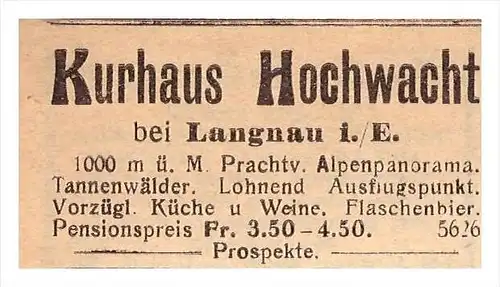 Kurhaus Hochwacht
bei Langnau i./E.
1000 m ü. M. Prachtv. Alpenpanorama.
Tannenwälder. Lohnend Ausflugspunkt.
Vorzügl. Küche u Weine. Flaschenbier.
Pensionspreis Fr. 3.50–4.50. 5626
Prospekte.